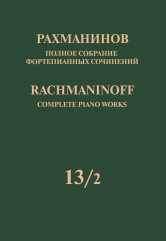 РАХМАНИНОВ
ПОЛНОЕ СОБРАНИЕ
ФОРТЕПИАННЫХ СОЧИНЕНИЙ
RACHMANINOFF
COMPLETE PIANO WORKS
13/2